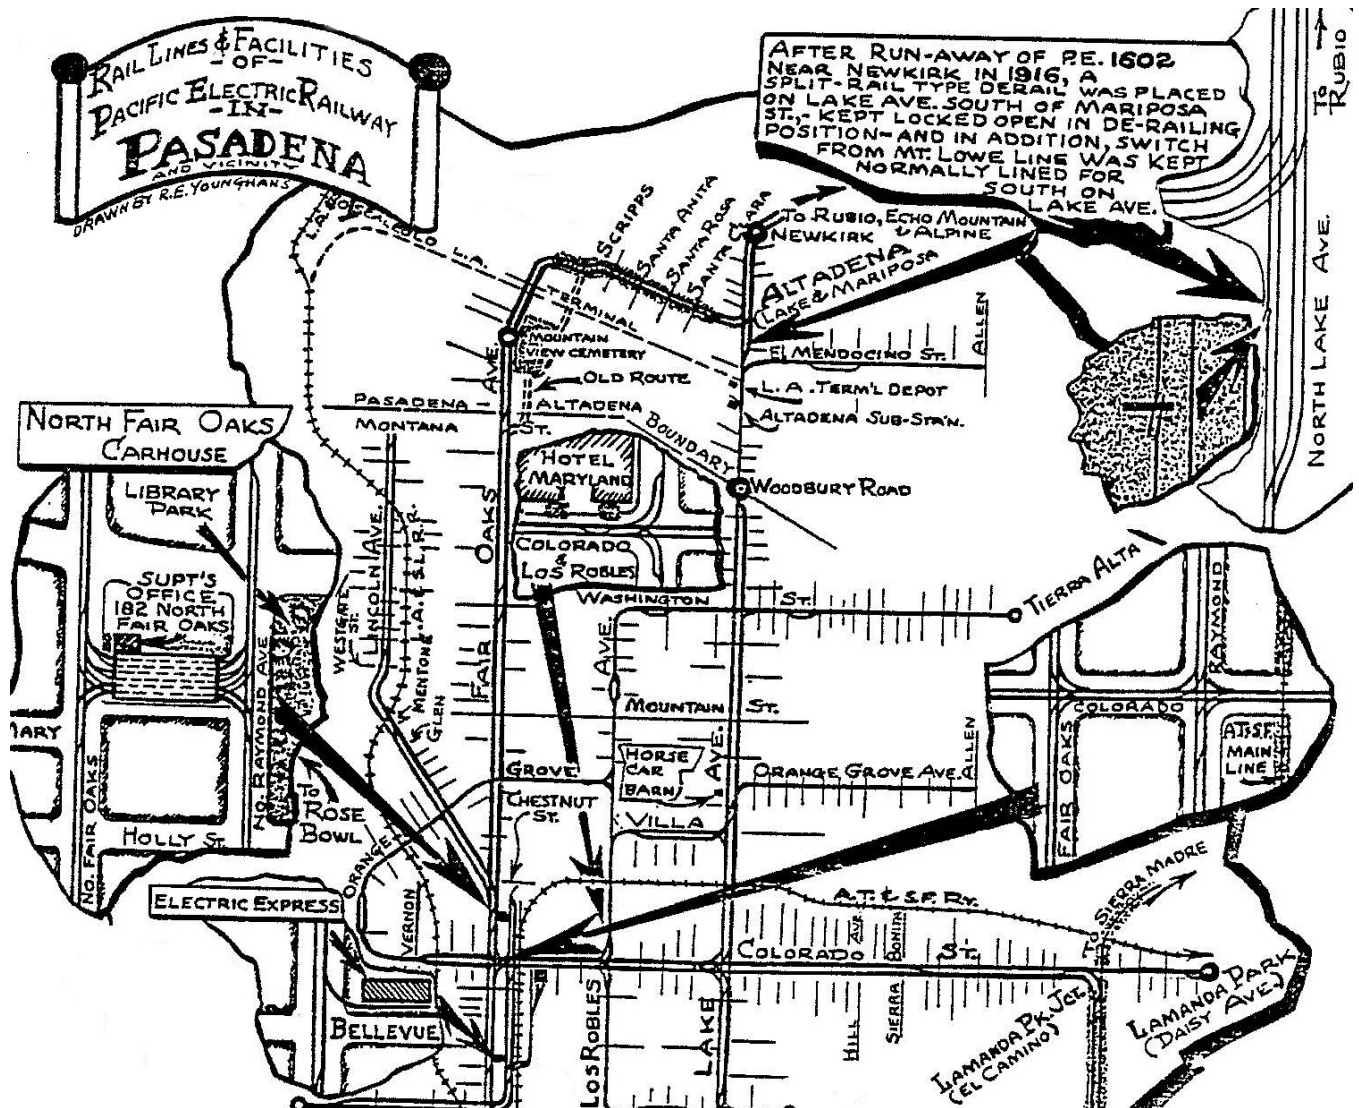 RAIL LINES & FACILITIES
-OF-
PACIFIC ELECTRIC RAILWAY
-IN-
PASADENA
AND VICINITY
DRAWN BY R.E. YOUNGHANS
AFTER RUN-AWAY OF P.E. 1602
NEAR NEWKIRK IN 1916, A
SPLIT-RAIL TYPE DERAIL WAS PLACED
ON LAKE AVE. SOUTH OF MARIPOSA
ST.,- KEPT LOCKED OPEN IN DE-RAILING
POSITION-AND IN ADDITION, SWITCH
FROM MT. LOWE LINE WAS KEPT
NORMALLY LINED FOR
SOUTH ON
LAKE AVE.
TO
RUBIO
NORTH LAKE AVE.
SCRIPPS
SANTA ANITA
SANTA ROSA
SANTA CLARA
TO RUBIO, ECHO MOUNTAIN
NEWKIRK & ALPINE
ALTADENA
(LAKE & MARIPOSA)
ALLEN
L.A.
TERMINAL
MOUNTAIN
VIEW CEMETERY
EL MENDOCINO ST.
OLD ROUTE
L.A. TERM'L DEPOT
ALTADENA SUB-STA'N.
PASADENA - ALTADENA
BOUNDARY
MONTANA ST.
WOODBURY ROAD
NORTH FAIR OAKS
CARHOUSE
LIBRARY
PARK
SUPT'S
OFFICE
182 NORTH
FAIR OAKS
NO. RAYMOND AVE
NO. FAIR OAKS
HOLLY ST.
TO
ROSE
BOWL
HOTEL
MARYLAND
COLORADO
&
LOS ROBLES
WASHINGTON ST.
TIERRA ALTA
FAIR OAKS AVE
LINCOLN AVE.
WESTGATE
ST.
MENTONE
L.A. & S.L.R.R.
GLEN
AVE.
MOUNTAIN ST.
HORSE
CAR
BARN
AVE.
ORANGE GROVE
ORANGE GROVE AVE.
ALLEN
CHESTNUT
ST.
VILLA
RAYMOND
COLORADO
FAIR OAKS
A.T.S.F.
MAIN
LINE
ELECTRIC EXPRESS
VERNON
BELLEVUE
A.T. & S.F. RY.
TO SIERRA MADRE
COLORADO ST.
AVE.
HILL
BONITA
SIERRA
LOS ROBLES
LAKE
LAMANDA PK. JCT.
(EL CAMINO)
LAMANDA PARK
(DAISY AVE.)